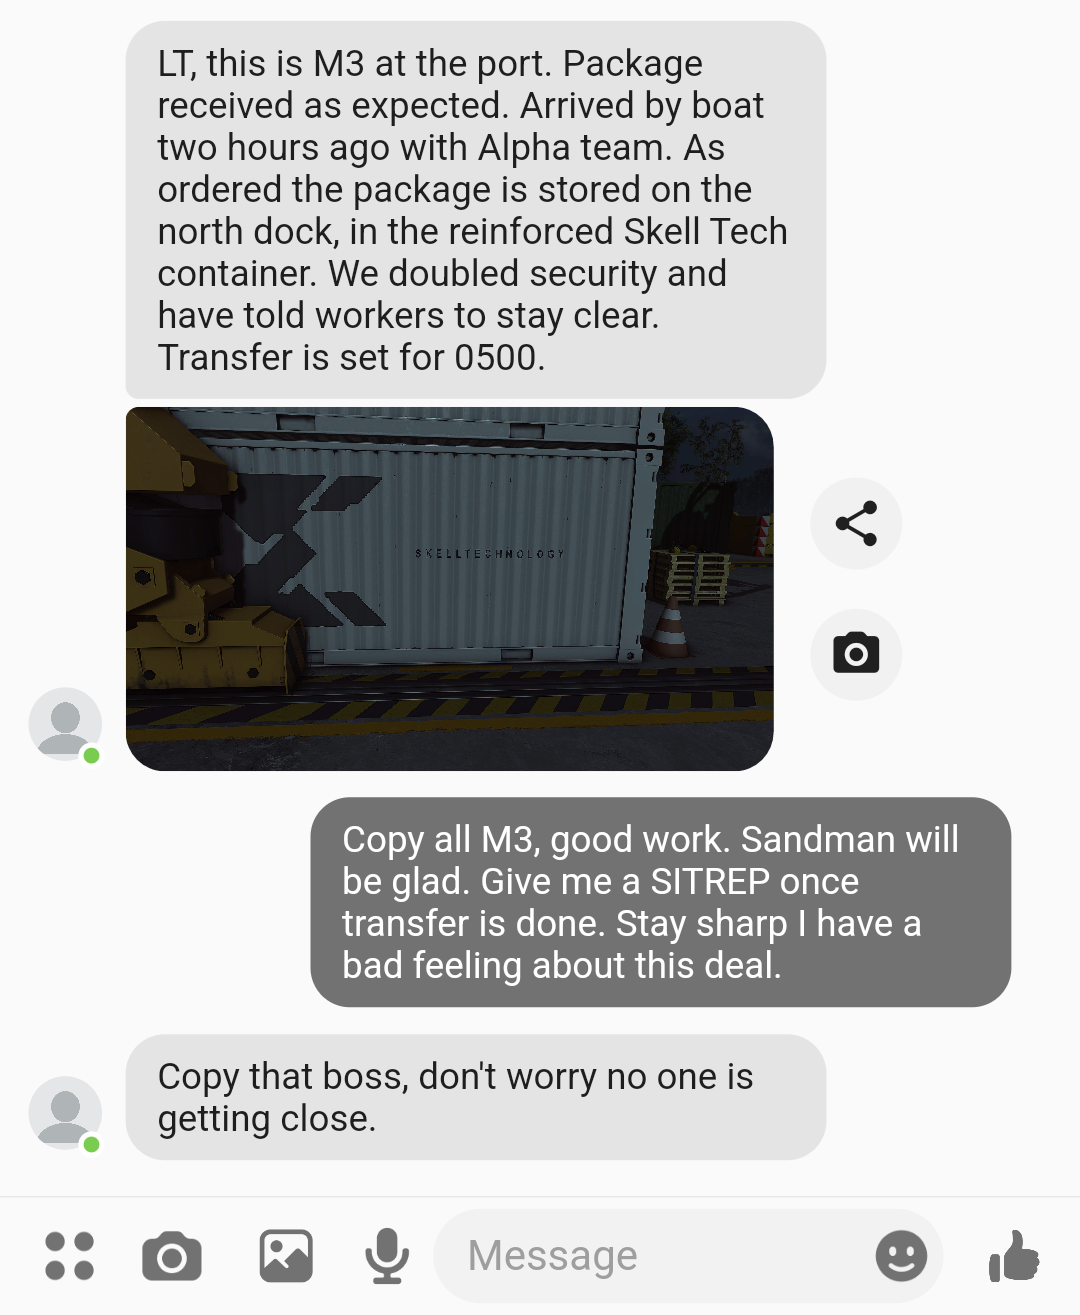 LT, this is M3 at the port. Package
received as expected. Arrived by boat
two hours ago with Alpha team. As
ordered the package is stored on the
north dock, in the reinforced Skell Tech
container. We doubled security and
have told workers to stay clear.
Transfer is set for 0500.
SKELLTECHNOLOGY
Copy all M3, good work. Sandman will
be glad. Give me a SITREP once
transfer is done. Stay sharp I have a
bad feeling about this deal.
Copy that boss, don't worry no one is
getting close.
Message